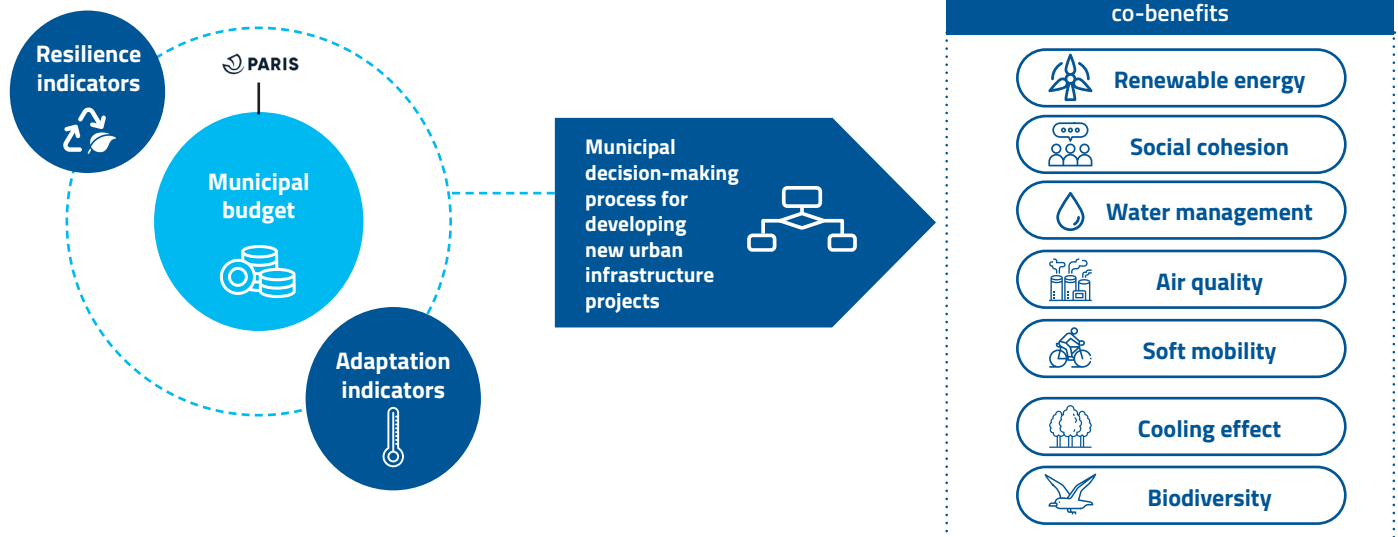 Resilience
indicators
PARIS
Municipal
budget
Adaptation
indicators
Municipal
decision-making
process for
developing
new urban
infrastructure
projects
co-benefits
Renewable energy
Social cohesion
Water management
Air quality
Soft mobility
Cooling effect
Biodiversity